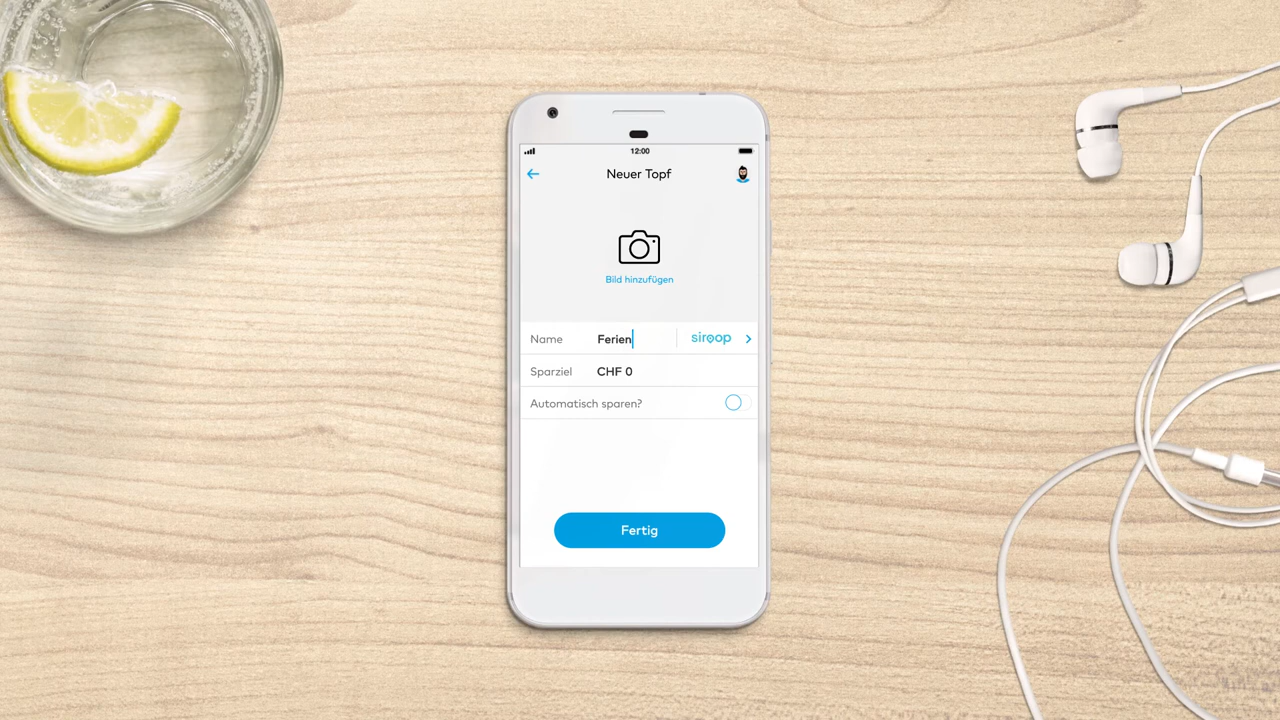 12:00
Neuer Topf
Bild hinzufügen
Name Ferien siroop
Sparziel CHF 0
Automatisch sparen?
Fertig